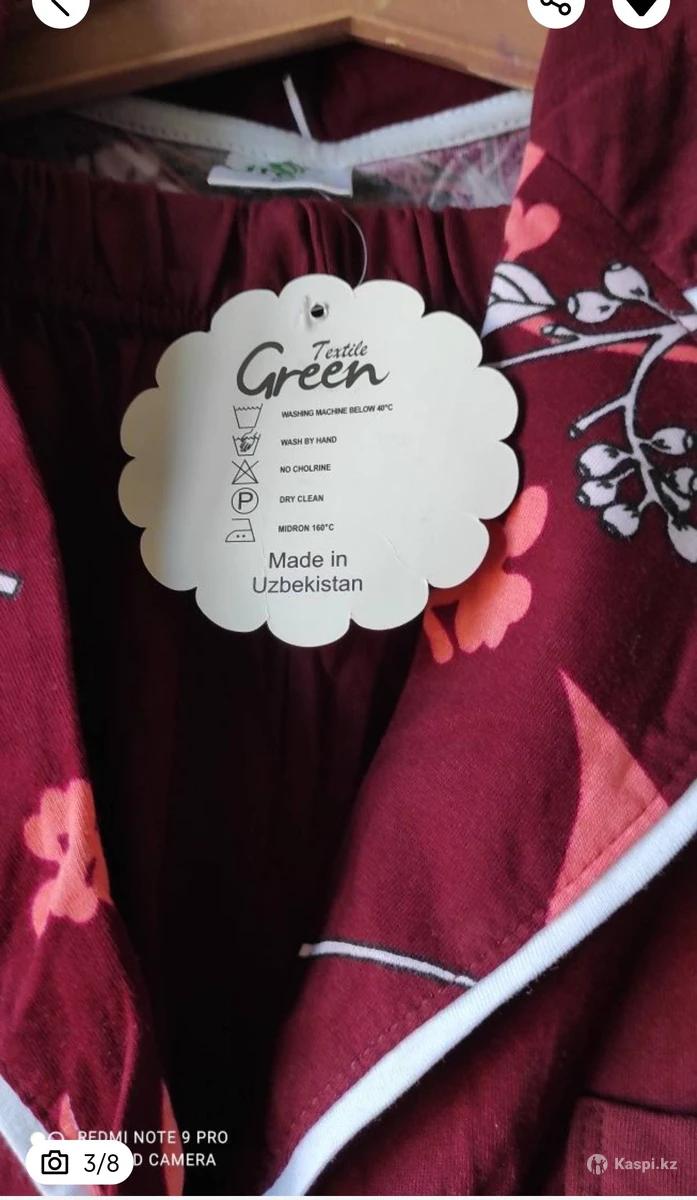 Textile
Green
WASHING MACHINE BELOW 40°C
WASH BY HAND
NO CHOLRINE
P
DRY CLEAN
MIDRON 160°C
Made in
Uzbekistan
REDMI NOTE 9 PRO
D CAMERA
3/8
Kaspi.kz